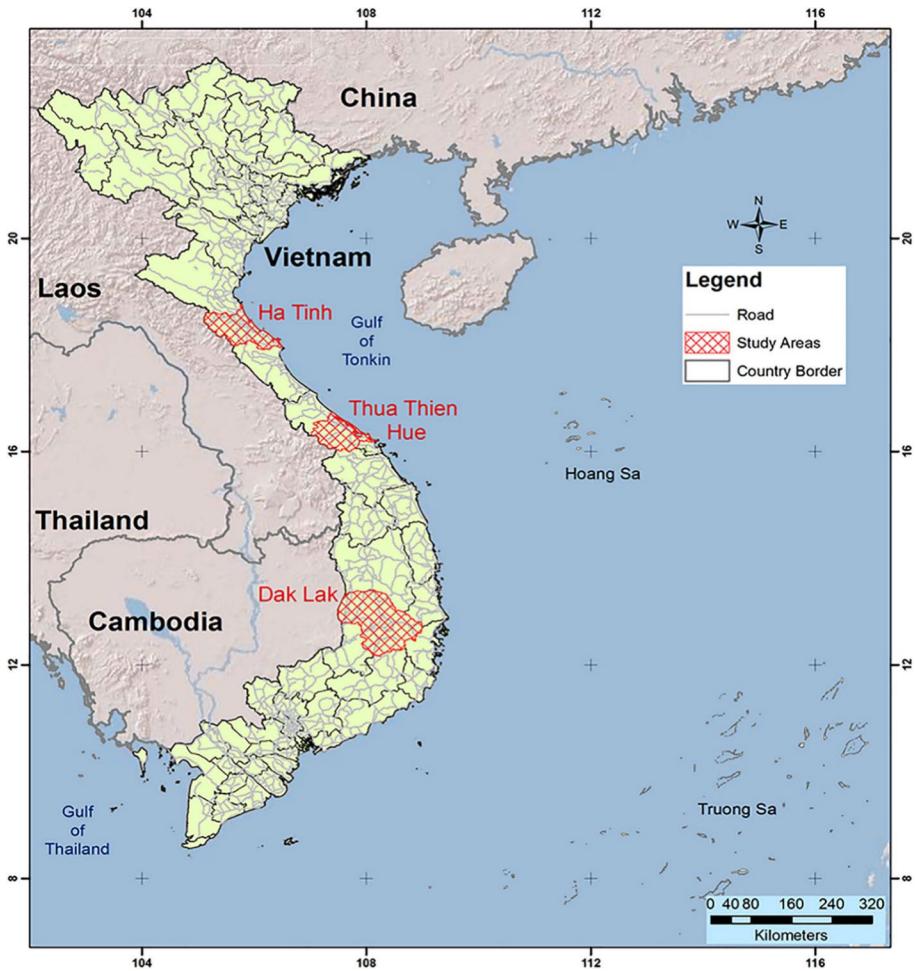 104 108 112 116
China
N
W E
S
20 20
Vietnam
Laos
Legend
Road
Study Areas
Country Border
Ha Tinh
Gulf
of
Tonkin
Thua Thien
Hue
16 16
Hoang Sa
Thailand
Dak Lak
Cambodia
12 12
Truong Sa
Gulf
of
Thailand
8 8
0 40 80 160 240 320
Kilometers
104 108 112 116